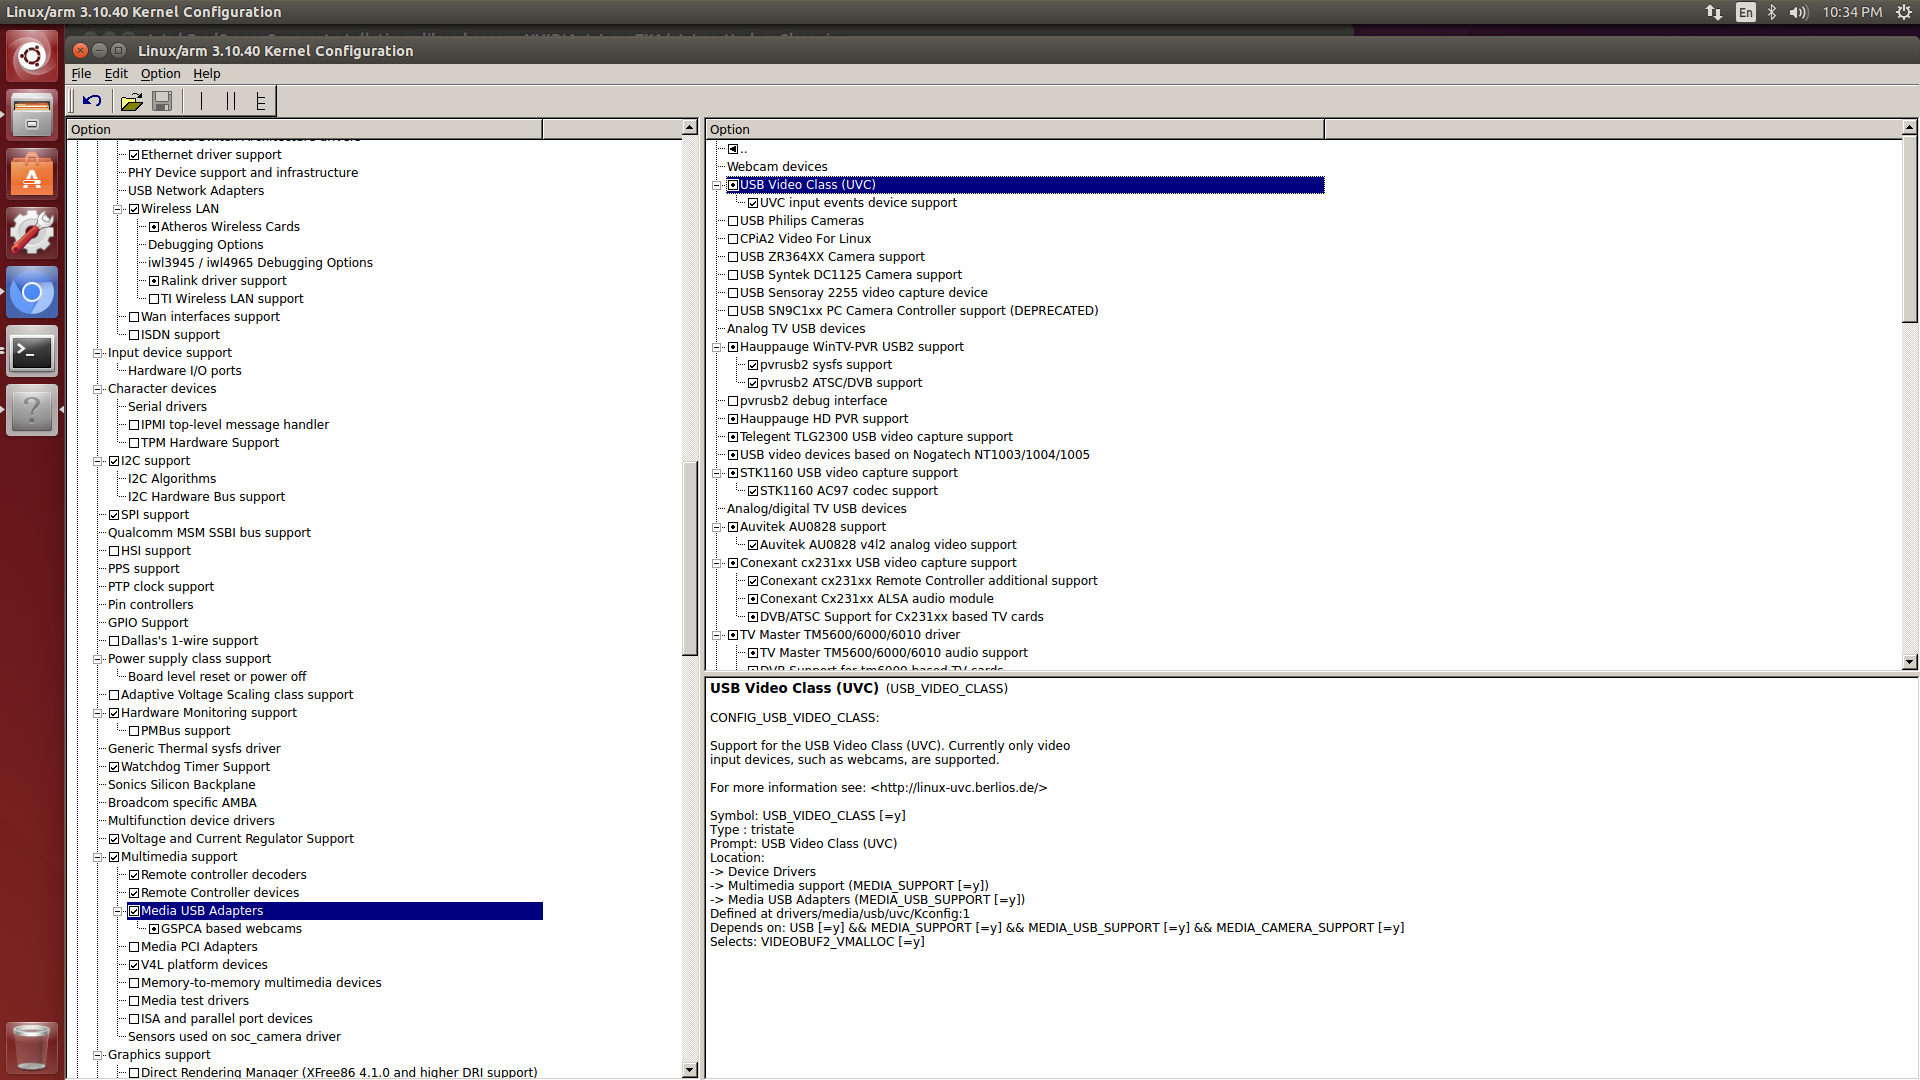 Linux/arm 3.10.40 Kernel Configuration
En
10:34 PM
Linux/arm 3.10.40 Kernel Configuration
File Edit Option Help
Option
Ethernet driver support
PHY Device support and infrastructure
USB Network Adapters
Wireless LAN
Atheros Wireless Cards
Debugging Options
iwl3945 / iwl4965 Debugging Options
Ralink driver support
TI Wireless LAN support
Wan interfaces support
ISDN support
Input device support
Hardware I/O ports
Character devices
Serial drivers
IPMI top-level message handler
TPM Hardware Support
I2C support
I2C Algorithms
I2C Hardware Bus support
SPI support
Qualcomm MSM SSBI bus support
HSI support
PPS support
PTP clock support
Pin controllers
GPIO Support
Dallas's 1-wire support
Power supply class support
Board level reset or power off
Adaptive Voltage Scaling class support
Hardware Monitoring support
PMBus support
Generic Thermal sysfs driver
Watchdog Timer Support
Sonics Silicon Backplane
Broadcom specific AMBA
Multifunction device drivers
Voltage and Current Regulator Support
Multimedia support
Remote controller decoders
Remote Controller devices
Media USB Adapters
GSPCA based webcams
Media PCI Adapters
V4L platform devices
Memory-to-memory multimedia devices
Media test drivers
ISA and parallel port devices
Sensors used on soc_camera driver
Graphics support
Direct Rendering Manager (XFree86 4.1.0 and higher DRI support)
Option
..
Webcam devices
USB Video Class (UVC)
UVC input events device support
USB Philips Cameras
CPiA2 Video For Linux
USB ZR364XX Camera support
USB Syntek DC1125 Camera support
USB Sensoray 2255 video capture device
USB SN9C1xx PC Camera Controller support (DEPRECATED)
Analog TV USB devices
Hauppauge WinTV-PVR USB2 support
pvrusb2 sysfs support
pvrusb2 ATSC/DVB support
pvrusb2 debug interface
Hauppauge HD PVR support
Telegent TLG2300 USB video capture support
USB video devices based on Nogatech NT1003/1004/1005
STK1160 USB video capture support
STK1160 AC97 codec support
Analog/digital TV USB devices
Auvitek AU0828 support
Auvitek AU0828 v4l2 analog video support
Conexant cx231xx USB video capture support
Conexant cx231xx Remote Controller additional support
Conexant Cx231xx ALSA audio module
DVB/ATSC Support for Cx231xx based TV cards
TV Master TM5600/6000/6010 driver
TV Master TM5600/6000/6010 audio support
DVB Support for tm6000 based TV cards
USB Video Class (UVC) (USB_VIDEO_CLASS)
CONFIG_USB_VIDEO_CLASS:
Support for the USB Video Class (UVC). Currently only video
input devices, such as webcams, are supported.
For more information see: <http://linux-uvc.berlios.de/>
Symbol: USB_VIDEO_CLASS [=y]
Type : tristate
Prompt: USB Video Class (UVC)
Location:
-> Device Drivers
-> Multimedia support (MEDIA_SUPPORT [=y])
-> Media USB Adapters (MEDIA_USB_SUPPORT [=y])
Defined at drivers/media/usb/uvc/Kconfig:1
Depends on: USB [=y] && MEDIA_SUPPORT [=y] && MEDIA_USB_SUPPORT [=y] && MEDIA_CAMERA_SUPPORT [=y]
Selects: VIDEOBUF2_VMALLOC [=y]